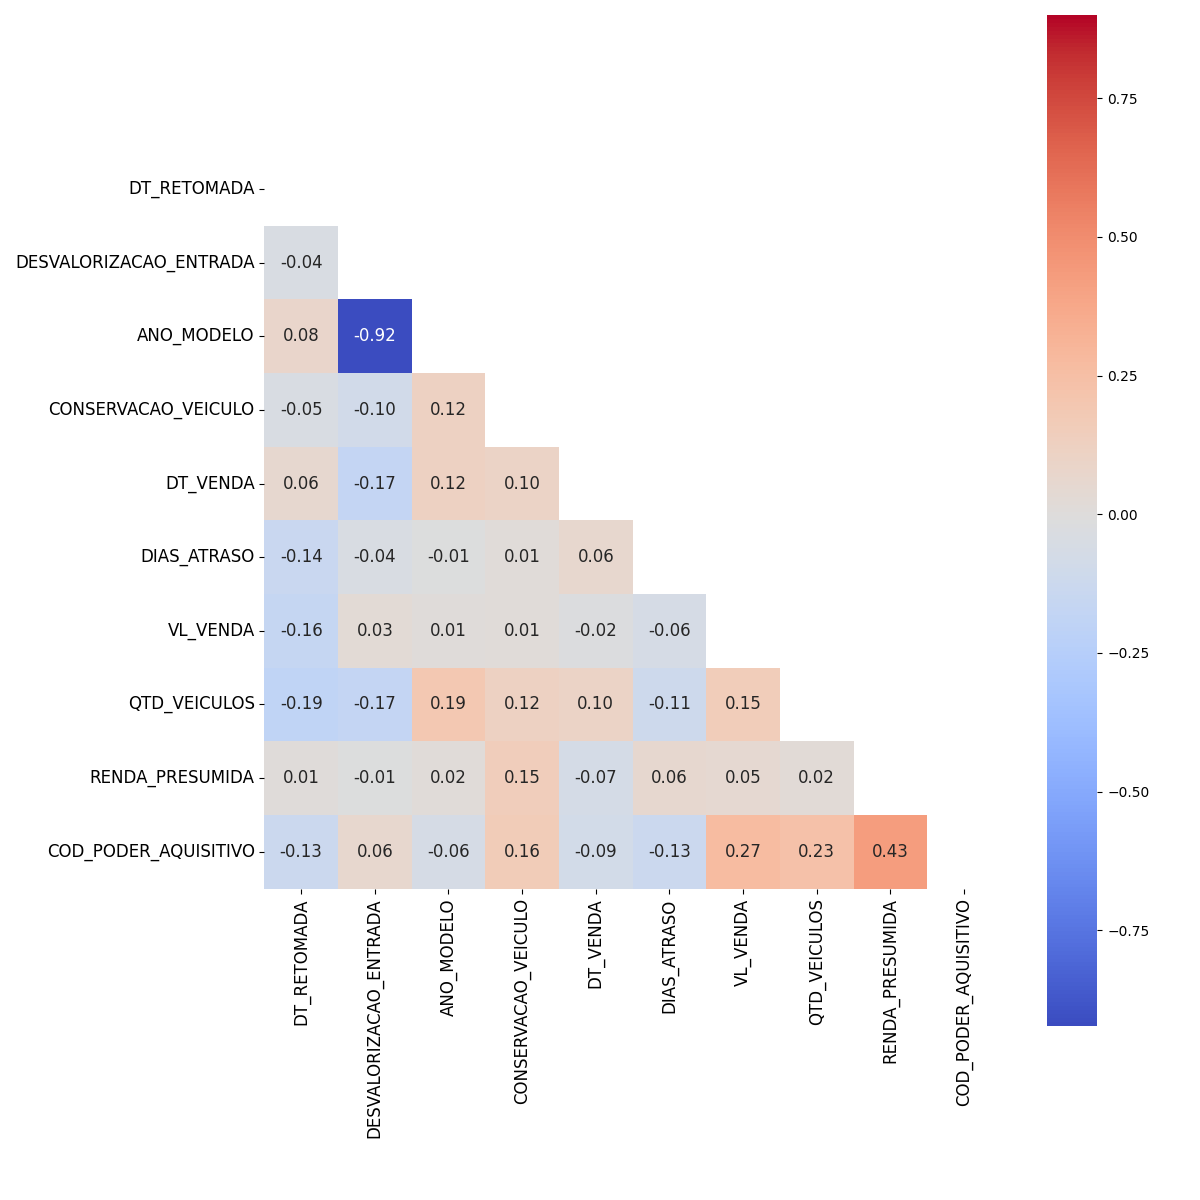 DT_RETOMADA
DESVALORIZACAO_ENTRADA -0.04
ANO_MODELO 0.08 -0.92
CONSERVACAO_VEICULO -0.05 -0.10 0.12
DT_VENDA 0.06 -0.17 0.12 0.10
DIAS_ATRASO -0.14 -0.04 -0.01 0.01 0.06
VL_VENDA -0.16 0.03 0.01 0.01 -0.02 -0.06
QTD_VEICULOS -0.19 -0.17 0.19 0.12 0.10 -0.11 0.15
RENDA_PRESUMIDA 0.01 -0.01 0.02 0.15 -0.07 0.06 0.05 0.02
COD_PODER_AQUISITIVO -0.13 0.06 -0.06 0.16 -0.09 -0.13 0.27 0.23 0.43
DT_RETOMADA
DESVALORIZACAO_ENTRADA
ANO_MODELO
CONSERVACAO_VEICULO
DT_VENDA
DIAS_ATRASO
VL_VENDA
QTD_VEICULOS
RENDA_PRESUMIDA
COD_PODER_AQUISITIVO
0.75
0.50
0.25
0.00
−0.25
−0.50
−0.75